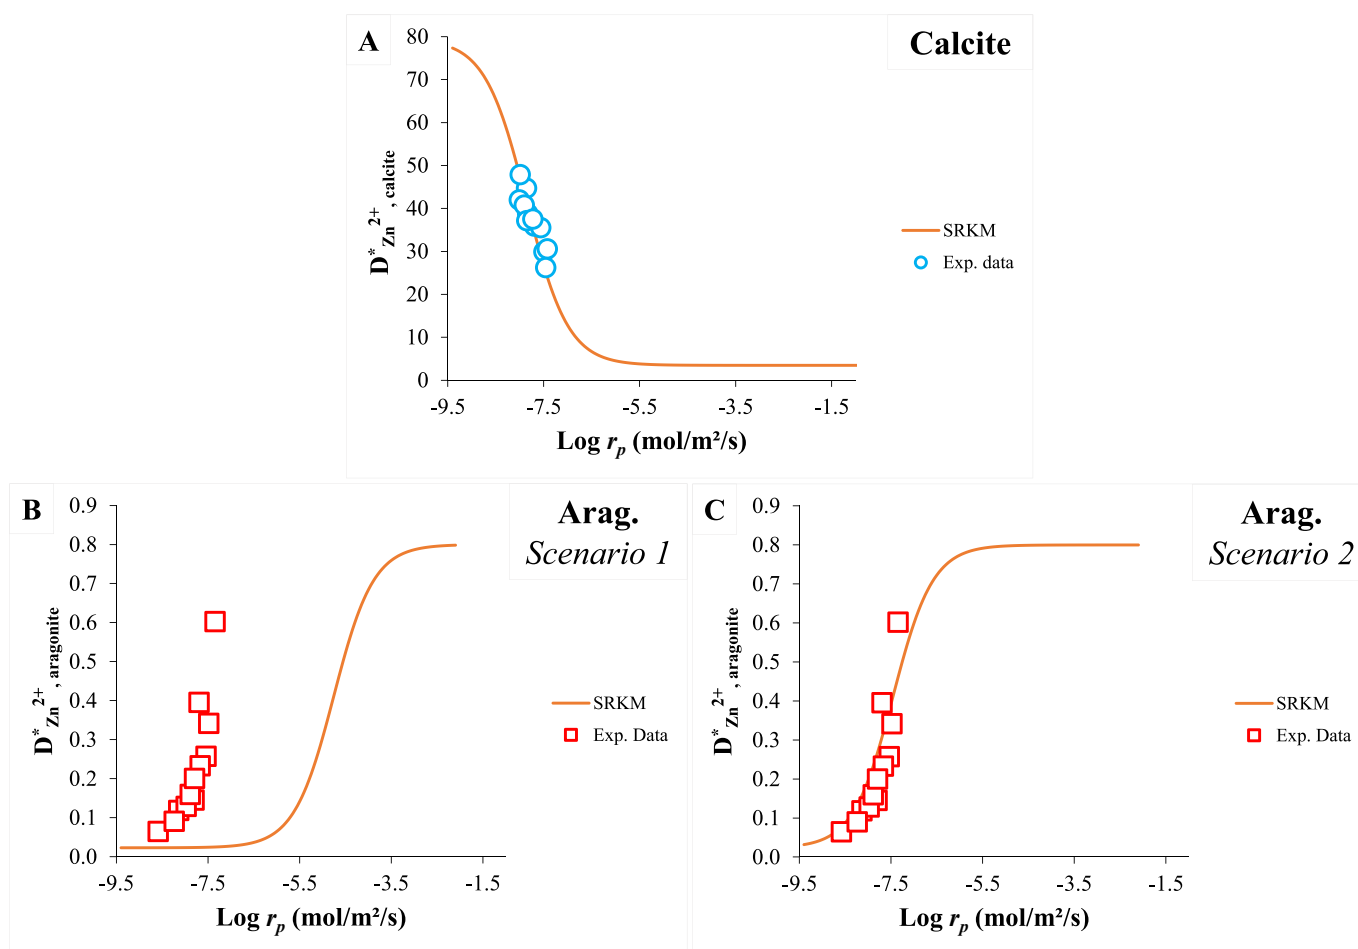 A
Calcite
80
70
60
50
40
30
20
10
0
D*Zn2+, calcite
-9.5 -7.5 -5.5 -3.5 -1.5
Log rp (mol/m²/s)
SRKM
Exp. data
B
Arag.
Scenario 1
0.9
0.8
0.7
0.6
0.5
0.4
0.3
0.2
0.1
0.0
D*Zn2+, aragonite
-9.5 -7.5 -5.5 -3.5 -1.5
Log rp (mol/m²/s)
SRKM
Exp. Data
C
Arag.
Scenario 2
0.9
0.8
0.7
0.6
0.5
0.4
0.3
0.2
0.1
0.0
D*Zn2+, aragonite
-9.5 -7.5 -5.5 -3.5 -1.5
Log rp (mol/m²/s)
SRKM
Exp. Data